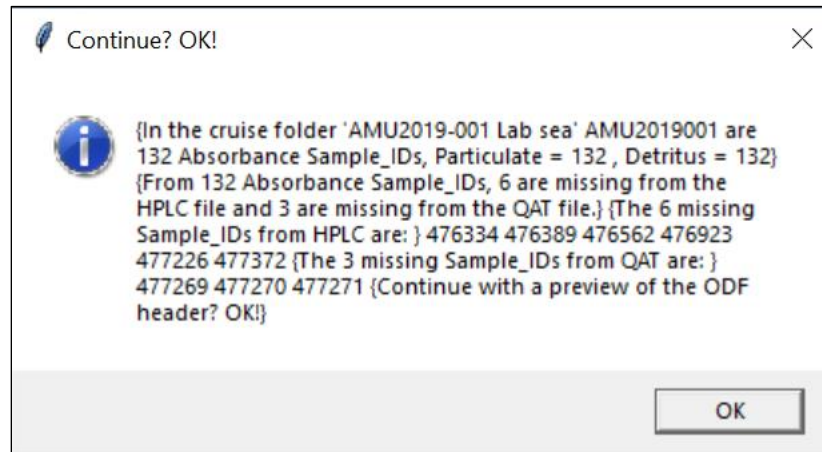 Continue? OK!
{In the cruise folder 'AMU2019-001 Lab sea' AMU2019001 are
132 Absorbance Sample_IDs, Particulate = 132 , Detritus = 132}
{From 132 Absorbance Sample_IDs, 6 are missing from the
HPLC file and 3 are missing from the QAT file.} {The 6 missing
Sample_IDs from HPLC are: } 476334 476389 476562 476923
477226 477372 {The 3 missing Sample_IDs from QAT are: }
477269 477270 477271 {Continue with a preview of the ODF
header? OK!}
OK